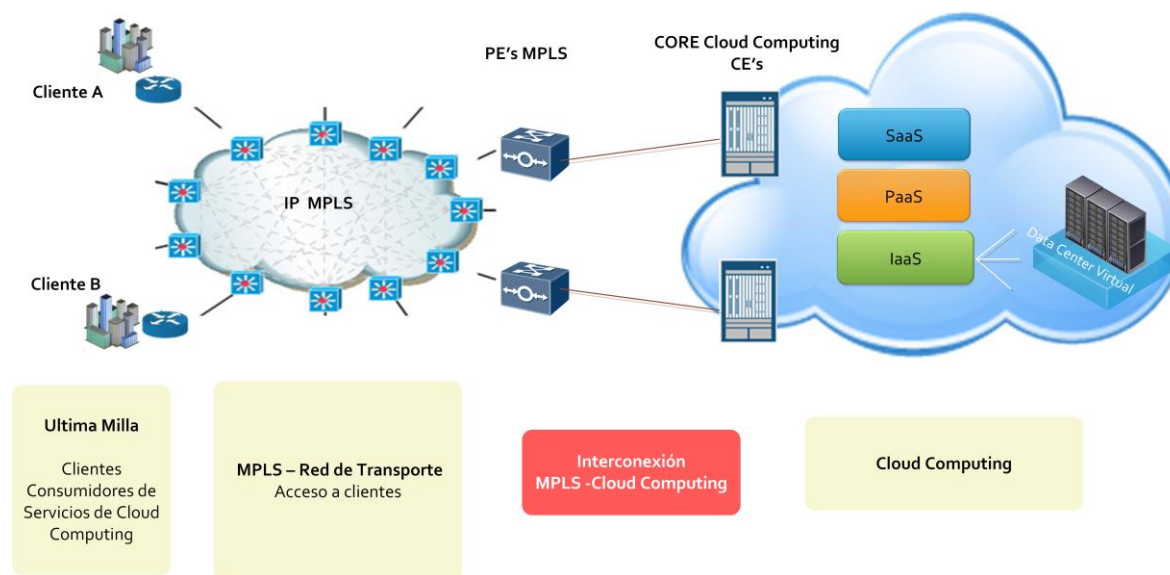 Cliente A
PE's MPLS
CORE Cloud Computing
CE's
SaaS
PaaS
IaaS
Data Center Virtual
IP MPLS
Cliente B
Ultima Milla
Clientes
Consumidores de
Servicios de Cloud
Computing
MPLS – Red de Transporte
Acceso a clientes
Interconexión
MPLS -Cloud Computing
Cloud Computing